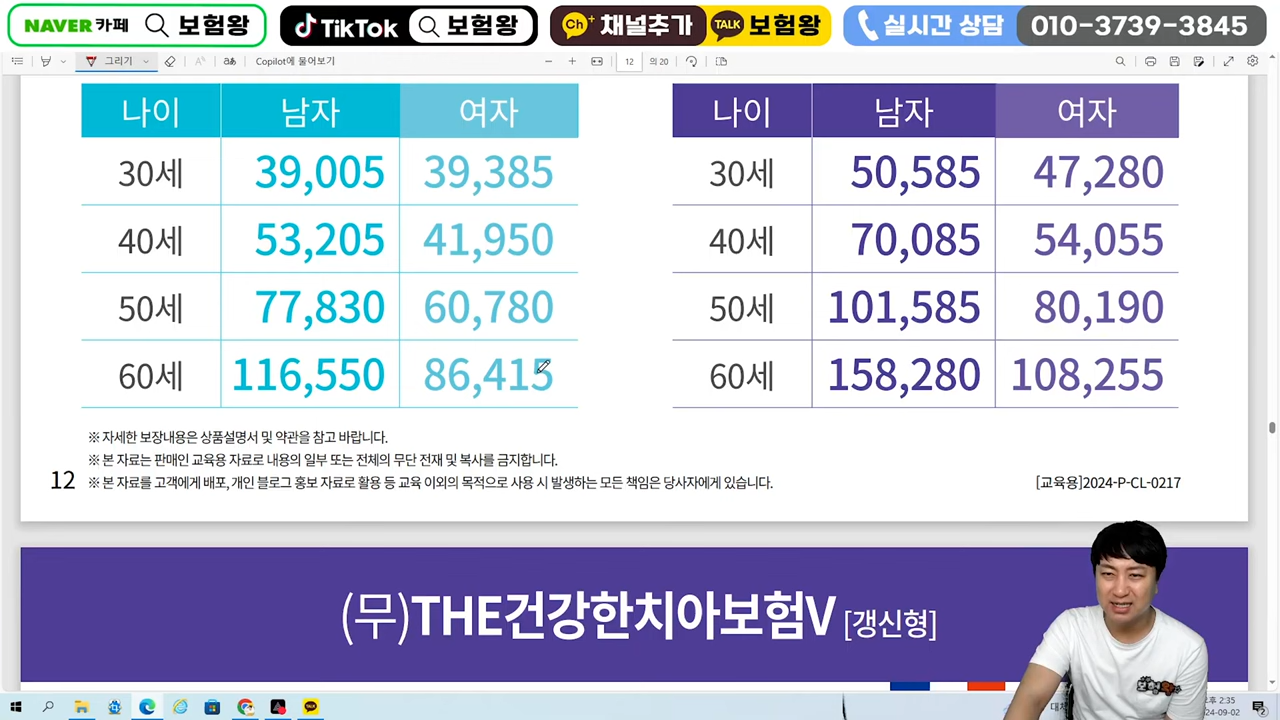 NAVER 카페 보험왕 TikTok 보험왕 Ch+ 채널추가 TALK 보험왕 실시간 상담 010-3739-3845
그리기 Copilot에 물어보기 12 의 20
나이 남자 여자
30세 39,005 39,385
40세 53,205 41,950
50세 77,830 60,780
60세 116,550 86,415
나이 남자 여자
30세 50,585 47,280
40세 70,085 54,055
50세 101,585 80,190
60세 158,280 108,255
※ 자세한 보장내용은 상품설명서 및 약관을 참고 바랍니다.
※ 본 자료는 판매인 교육용 자료로 내용의 일부 또는 전체의 무단 전재 및 복사를 금지합니다.
12 ※ 본 자료를 고객에게 배포, 개인 블로그 홍보 자료로 활용 등 교육 이외의 목적으로 사용 시 발생하는 모든 책임은 당사자에게 있습니다.
[교육용]2024-P-CL-0217
(무)THE건강한치아보험V [갱신형]
보험왕
2:35
09-02